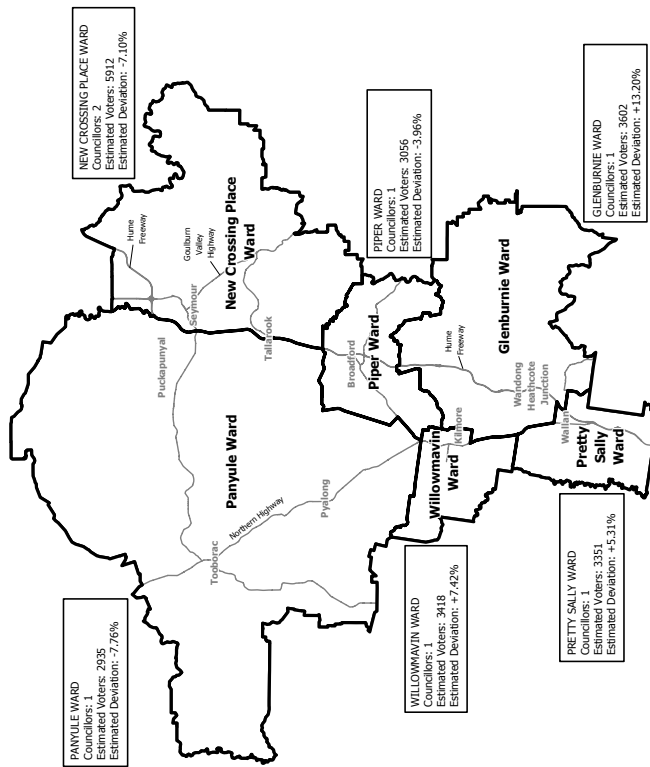 NEW CROSSING PLACE WARD
Councillors: 2
Estimated Voters: 5912
Estimated Deviation: -7.10%
PIPER WARD
Councillors: 1
Estimated Voters: 3056
Estimated Deviation: -3.96%
GLENBURNIE WARD
Councillors: 1
Estimated Voters: 3602
Estimated Deviation: +13.20%
Hume
Freeway
Goulburn
Valley
Highway
New Crossing Place
Ward
Seymour
Puckapunyal
Tallarook
Panyule Ward
Northern Highway
Tooborac
Pyalong
Broadford
Piper Ward
Glenburnie Ward
Hume
Freeway
Wandong
Heathcote
Junction
Willowmavin
Ward
Kilmore
Wallan
Pretty
Sally
Ward
PANYULE WARD
Councillors: 1
Estimated Voters: 2935
Estimated Deviation: -7.76%
WILLOWMAVIN WARD
Councillors: 1
Estimated Voters: 3418
Estimated Deviation: +7.42%
PRETTY SALLY WARD
Councillors: 1
Estimated Voters: 3351
Estimated Deviation: +5.31%